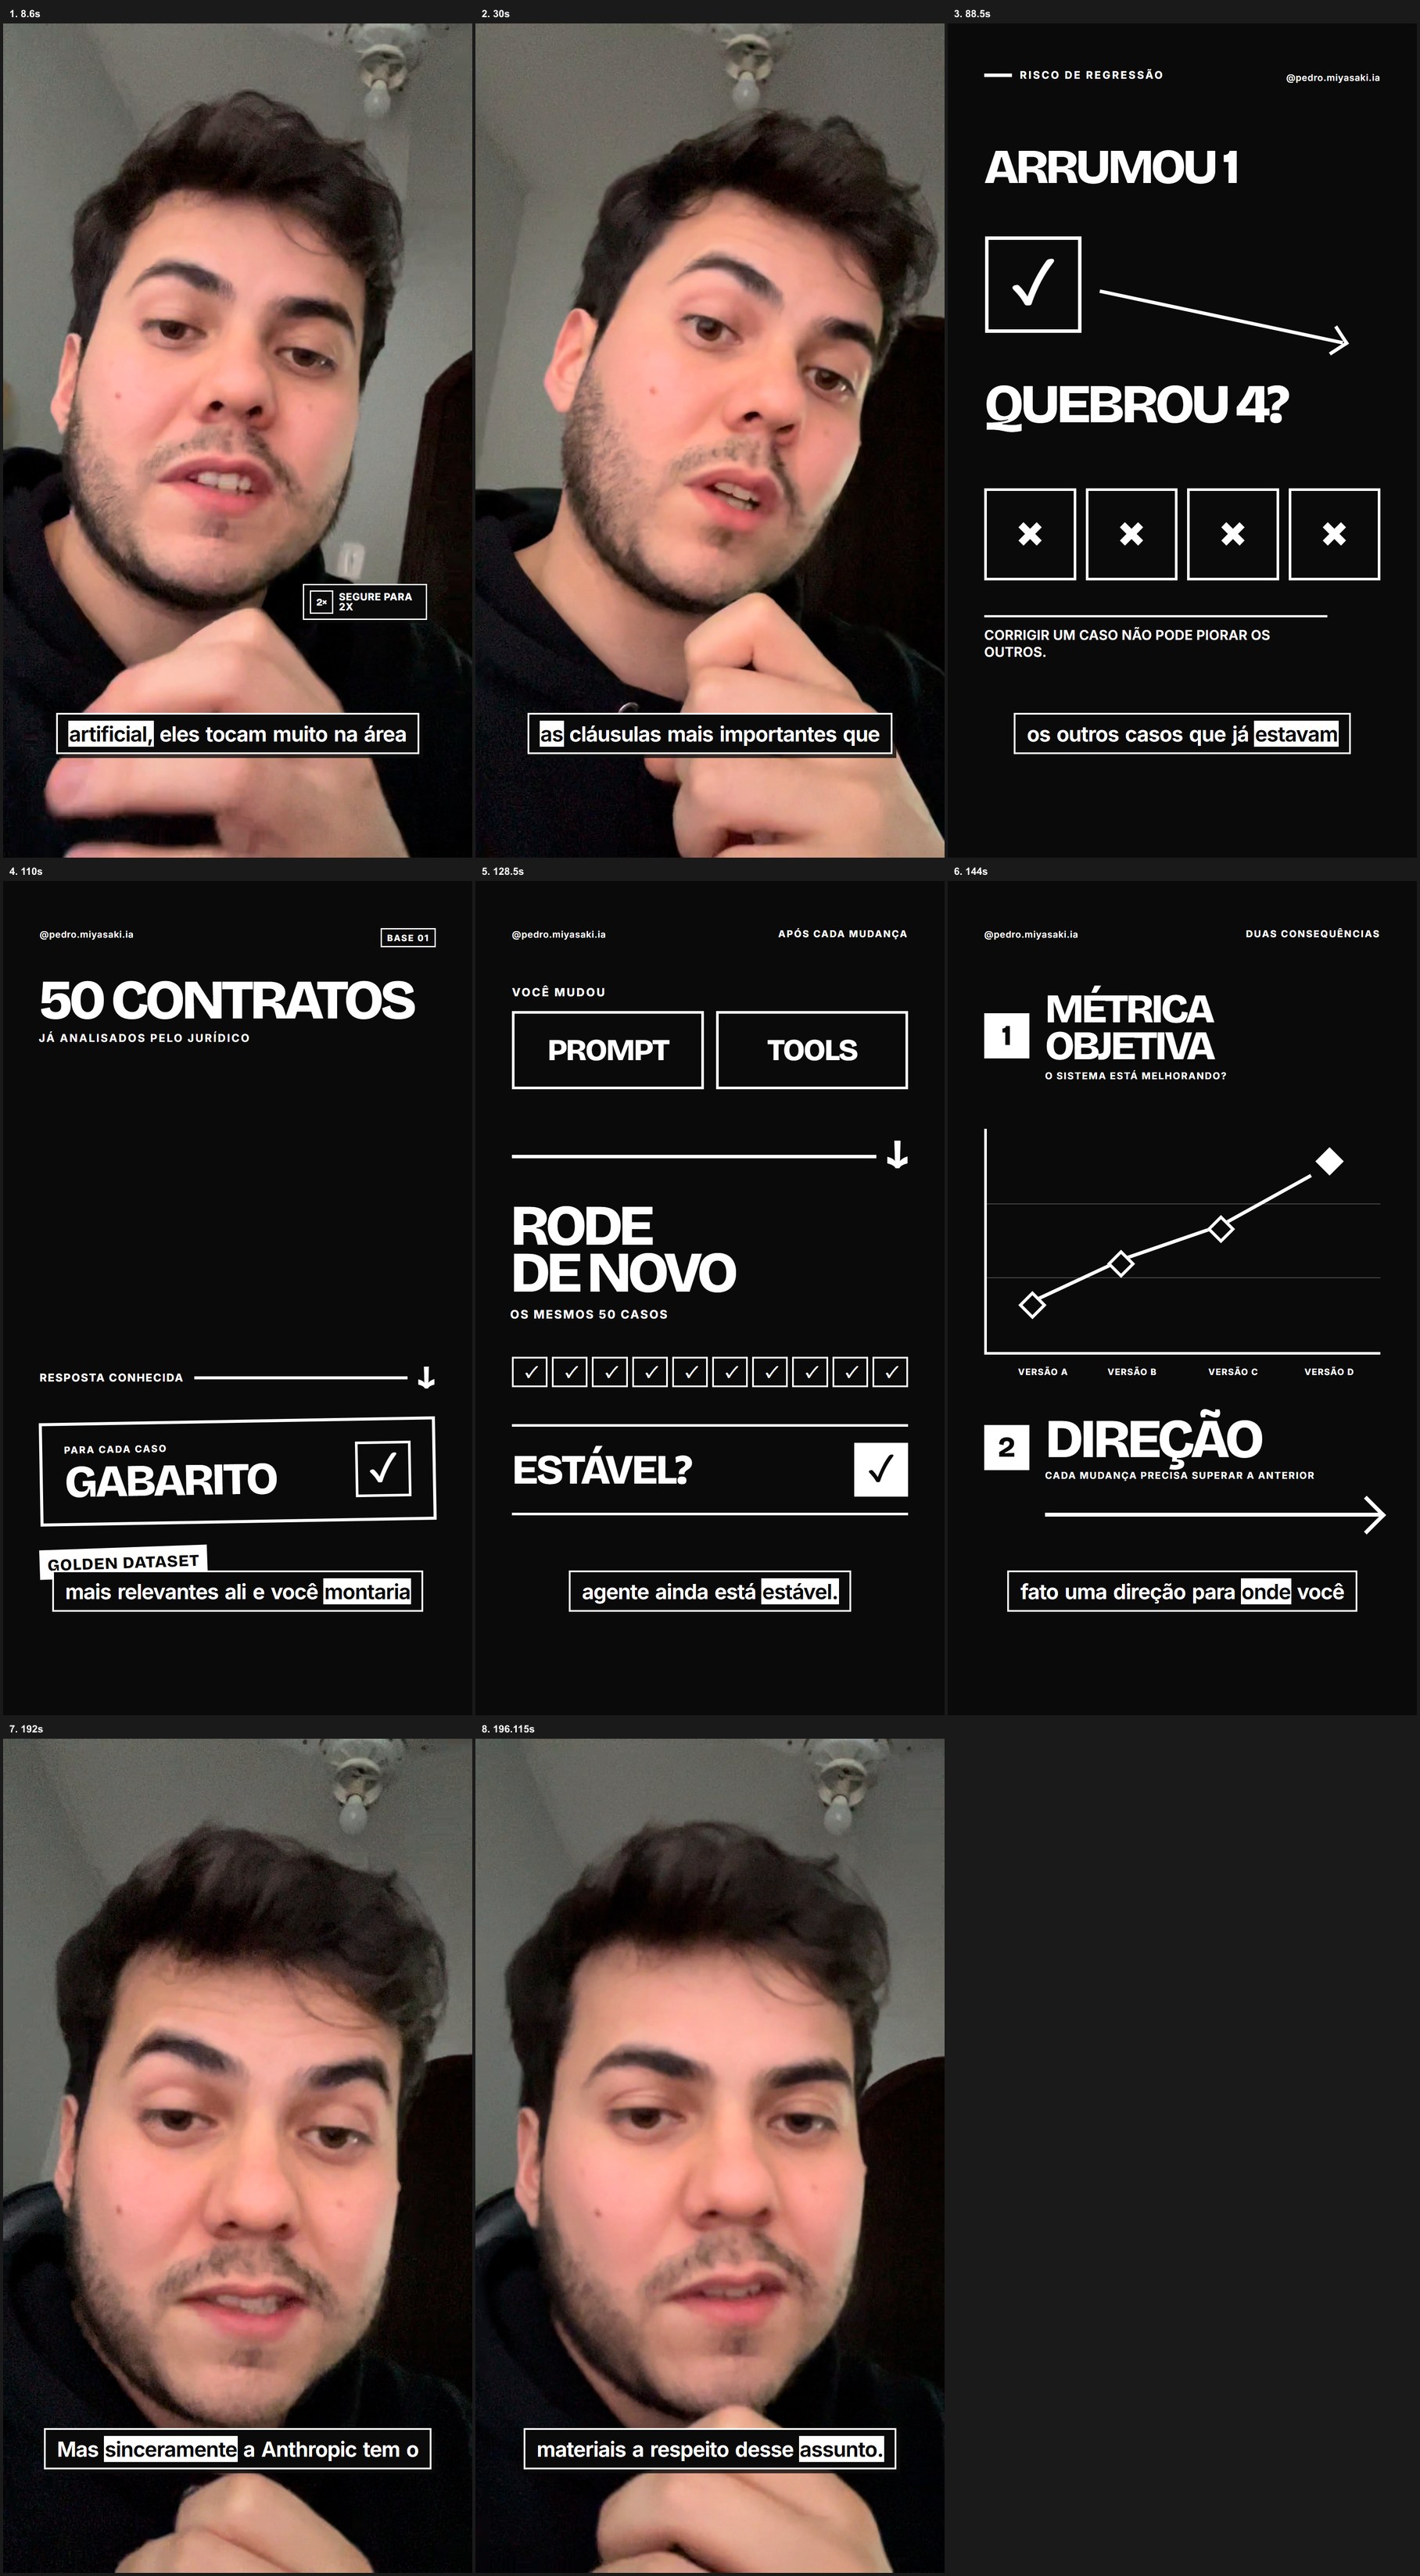 1. 8.6s
2x
SEGURE PARA
2X
artificial, eles tocam muito na área
2. 30s
as cláusulas mais importantes que
3. 88.5s
RISCO DE REGRESSÃO
@pedro.miyasaki.ia
ARRUMOU 1
QUEBROU 4?
CORRIGIR UM CASO NÃO PODE PIORAR OS
OUTROS.
os outros casos que já estavam
4. 110s
@pedro.miyasaki.ia
BASE 01
50 CONTRATOS
JÁ ANALISADOS PELO JURÍDICO
RESPOSTA CONHECIDA
PARA CADA CASO
GABARITO
GOLDEN DATASET
mais relevantes ali e você montaria
5. 128.5s
@pedro.miyasaki.ia
APÓS CADA MUDANÇA
VOCÊ MUDOU
PROMPT
TOOLS
RODE
DE NOVO
OS MESMOS 50 CASOS
ESTÁVEL?
agente ainda está estável.
6. 144s
@pedro.miyasaki.ia
DUAS CONSEQUÊNCIAS
1
MÉTRICA
OBJETIVA
O SISTEMA ESTÁ MELHORANDO?
VERSÃO A
VERSÃO B
VERSÃO C
VERSÃO D
2
DIREÇÃO
CADA MUDANÇA PRECISA SUPERAR A ANTERIOR
fato uma direção para onde você
7. 192s
Mas sinceramente a Anthropic tem o
8. 196.115s
materiais a respeito desse assunto.